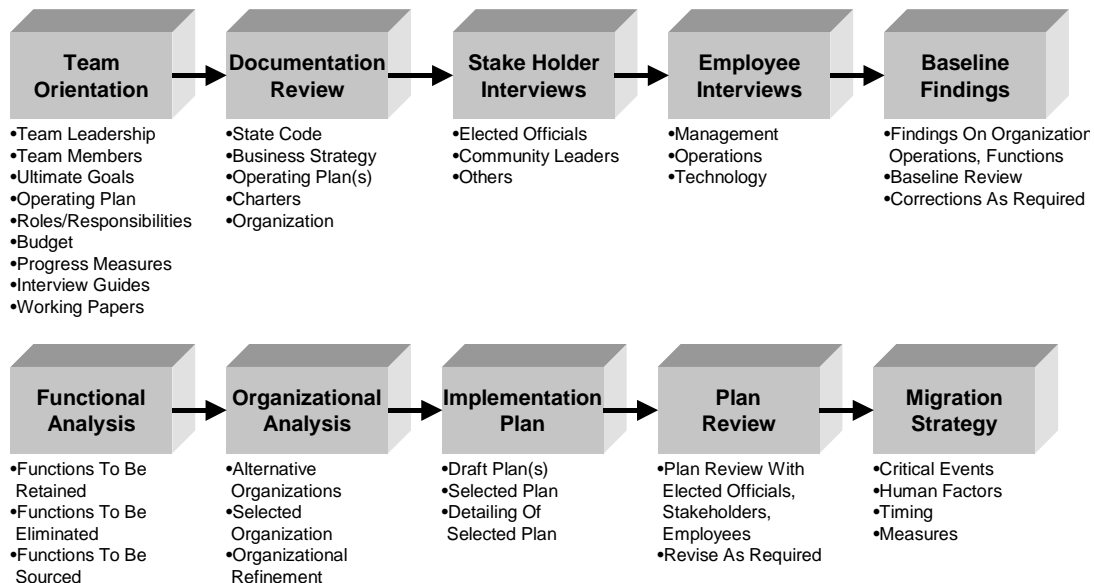 Team
Orientation
Documentation
Review
Stake Holder
Interviews
Employee
Interviews
Baseline
Findings
•Team Leadership
•Team Members
•Ultimate Goals
•Operating Plan
•Roles/Responsibilities
•Budget
•Progress Measures
•Interview Guides
•Working Papers
•State Code
•Business Strategy
•Operating Plan(s)
•Charters
•Organization
•Elected Officials
•Community Leaders
•Others
•Management
•Operations
•Technology
•Findings On Organization
Operations, Functions
•Baseline Review
•Corrections As Required
Functional
Analysis
Organizational
Analysis
Implementation
Plan
Plan
Review
Migration
Strategy
•Functions To Be
Retained
•Functions To Be
Eliminated
•Functions To Be
Sourced
•Alternative
Organizations
•Selected
Organization
•Organizational
Refinement
•Draft Plan(s)
•Selected Plan
•Detailing Of
Selected Plan
•Plan Review With
Elected Officials,
Stakeholders,
Employees
•Revise As Required
•Critical Events
•Human Factors
•Timing
•Measures